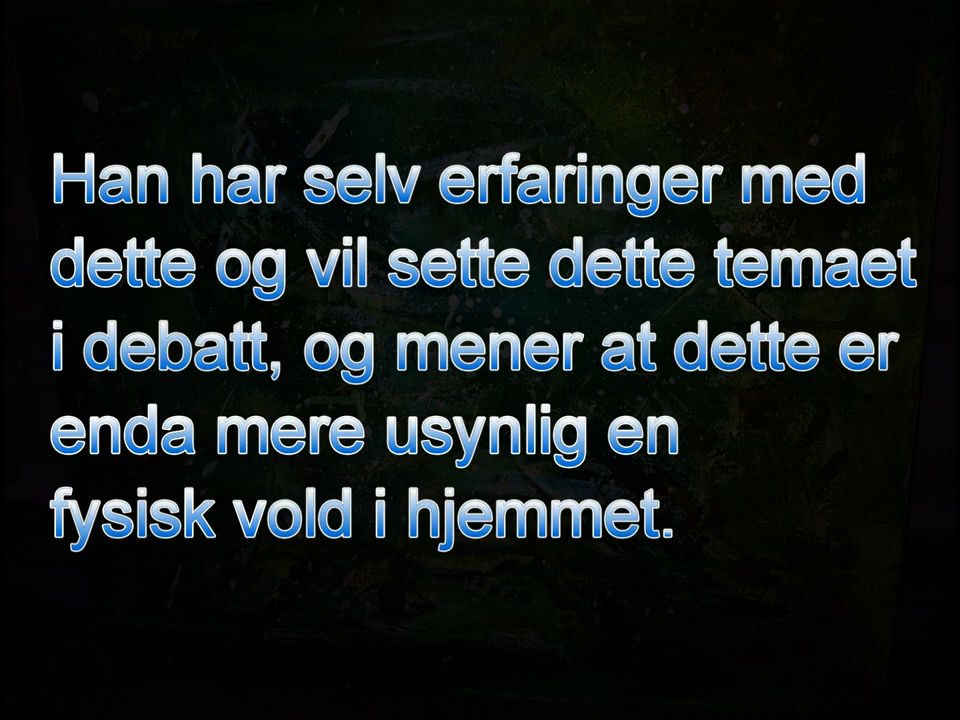 Han har selv erfaringer med
dette og vil sette dette temaet
i debatt, og mener at dette er
enda mere usynlig en
fysisk vold i hjemmet.